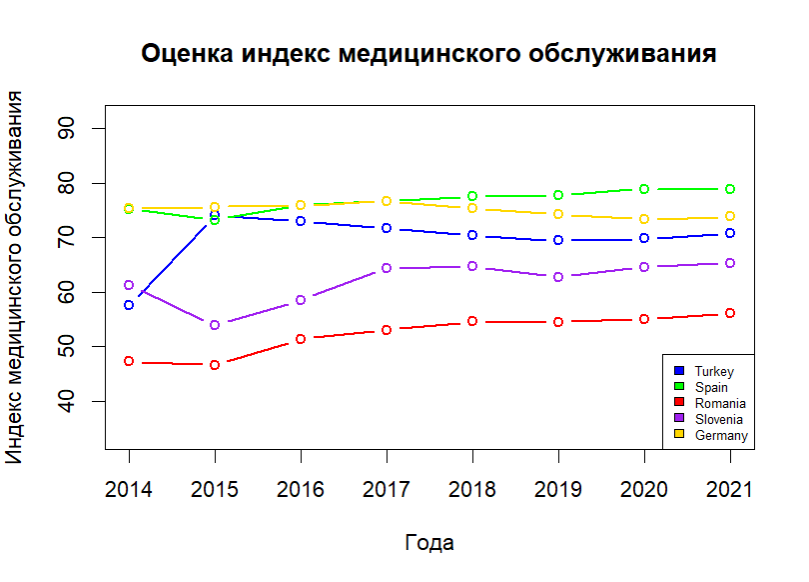 Оценка индекс медицинского обслуживания
Индекс медицинского обслуживания
90
80
70
60
50
40
Turkey
Spain
Romania
Slovenia
Germany
2014 2015 2016 2017 2018 2019 2020 2021
Года